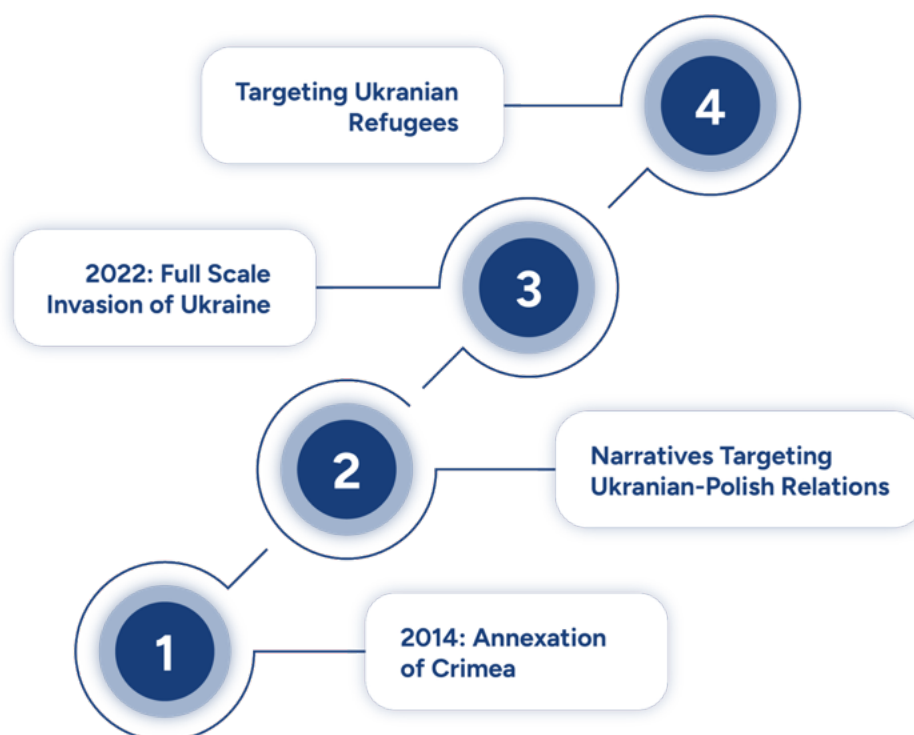 Targeting Ukranian
Refugees
4
2022: Full Scale
Invasion of Ukraine
3
2
Narratives Targeting
Ukranian-Polish Relations
1
2014: Annexation
of Crimea